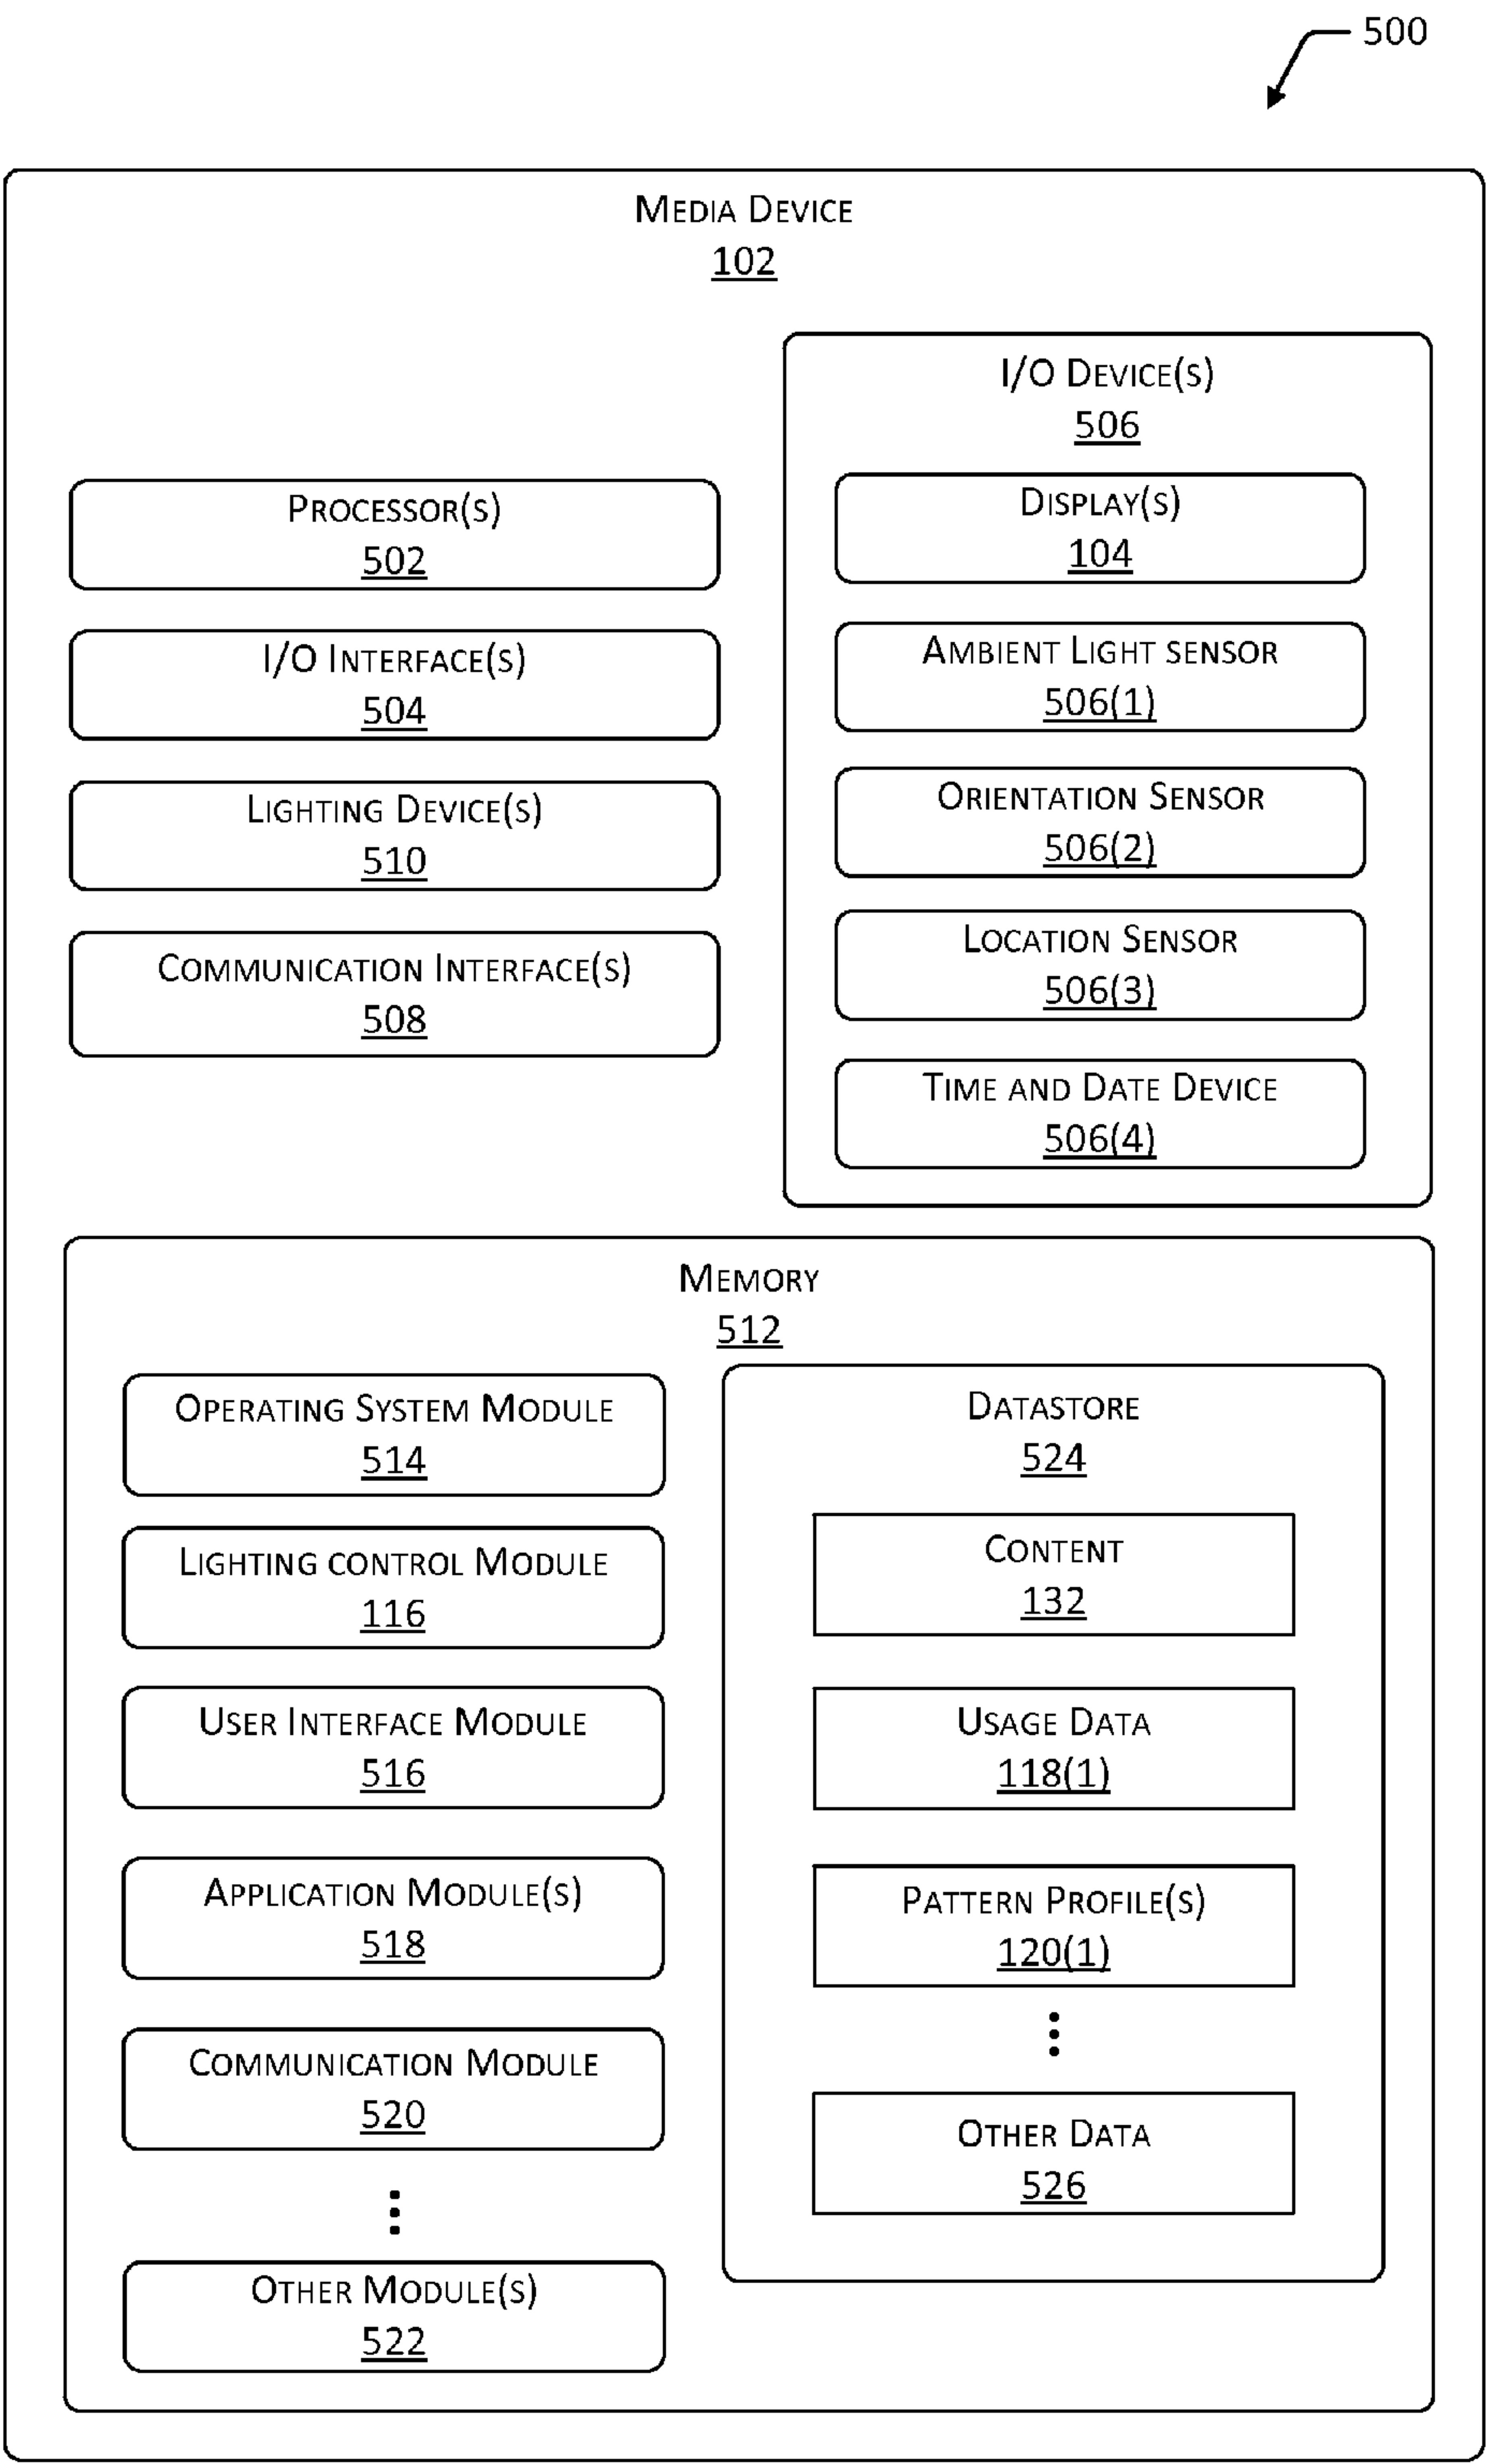 500
MEDIA DEVICE
102
PROCESSOR(S)
502
I/O INTERFACE(S)
504
LIGHTING DEVICE(S)
510
COMMUNICATION INTERFACE(S)
508
I/O DEVICE(S)
506
DISPLAY(S)
104
AMBIENT LIGHT SENSOR
506(1)
ORIENTATION SENSOR
506(2)
LOCATION SENSOR
506(3)
TIME AND DATE DEVICE
506(4)
MEMORY
512
OPERATING SYSTEM MODULE
514
LIGHTING CONTROL MODULE
116
USER INTERFACE MODULE
516
APPLICATION MODULE(S)
518
COMMUNICATION MODULE
520
OTHER MODULE(S)
522
DATASTORE
524
CONTENT
132
USAGE DATA
118(1)
PATTERN PROFILE(S)
120(1)
OTHER DATA
526